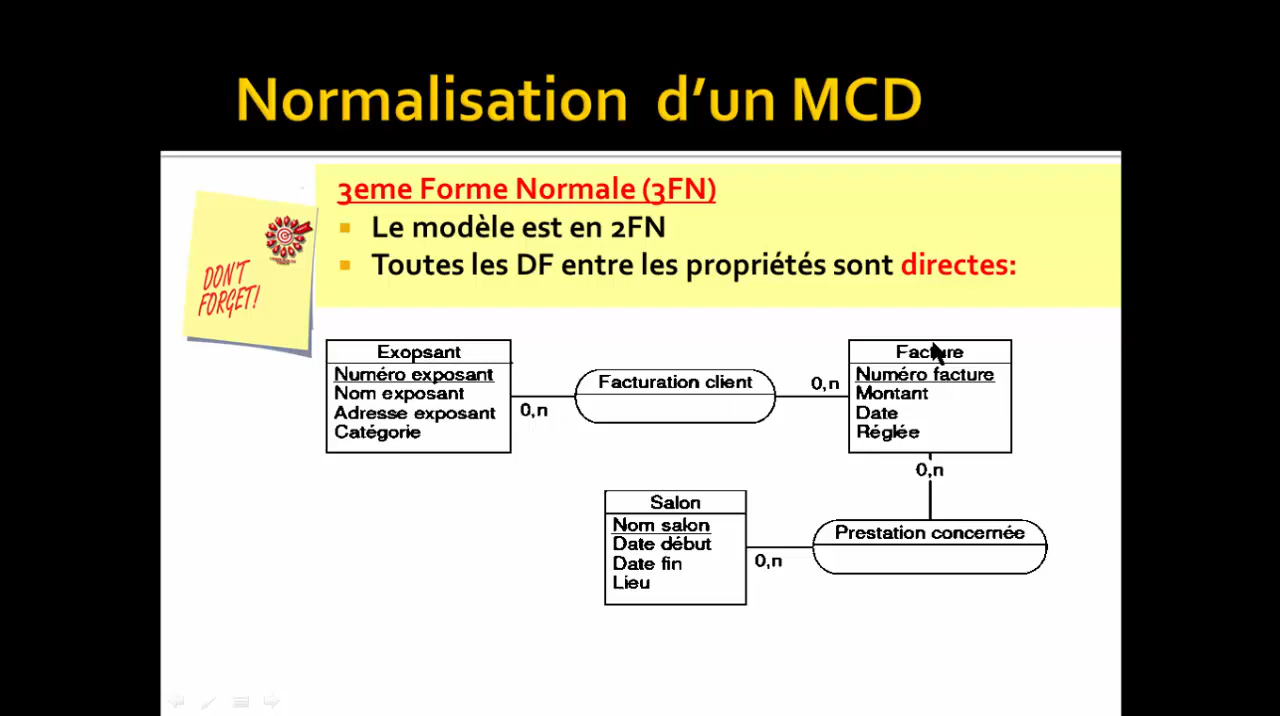 Normalisation d'un MCD
3eme Forme Normale (3FN)
Le modèle est en 2FN
Toutes les DF entre les propriétés sont directes:
DON'T
FORGET!
Exopsant
Numéro exposant
Nom exposant
Adresse exposant
Catégorie
0,n
Facturation client
0,n
Facture
Numéro facture
Montant
Date
Réglée
0,n
Salon
Nom salon
Date début
Date fin
Lieu
0,n
Prestation concernée